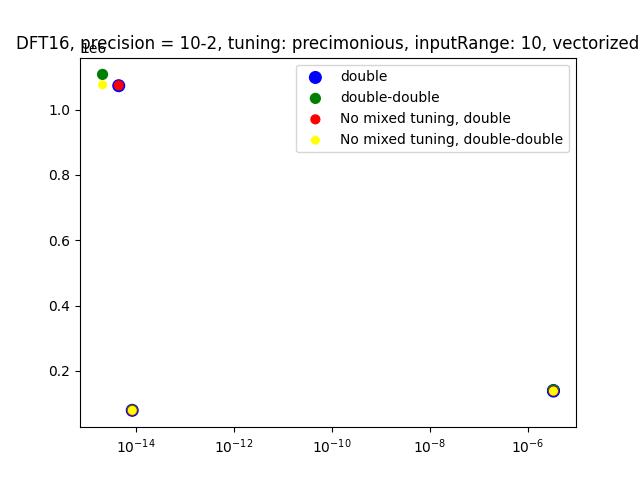 DFT16, precision = 10-2, tuning: precimonious, inputRange: 10, vectorized
1e6
double
double-double
No mixed tuning, double
No mixed tuning, double-double
1.0
0.8
0.6
0.4
0.2
10⁻¹⁴ 10⁻¹² 10⁻¹⁰ 10⁻⁸ 10⁻⁶